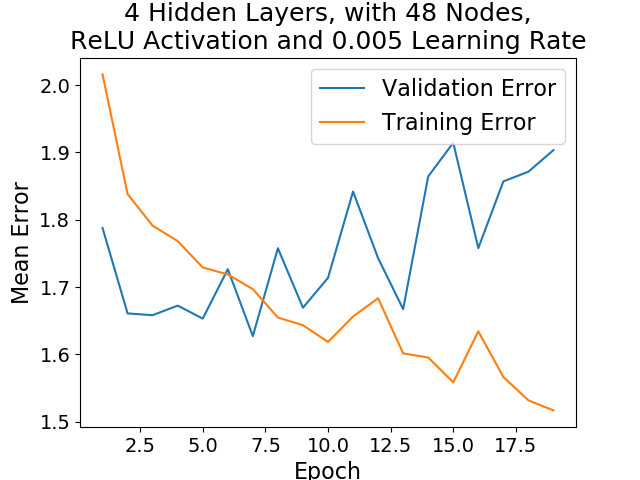 4 Hidden Layers, with 48 Nodes,
ReLU Activation and 0.005 Learning Rate
Validation Error
Training Error
Mean Error
2.0
1.9
1.8
1.7
1.6
1.5
2.5 5.0 7.5 10.0 12.5 15.0 17.5
Epoch